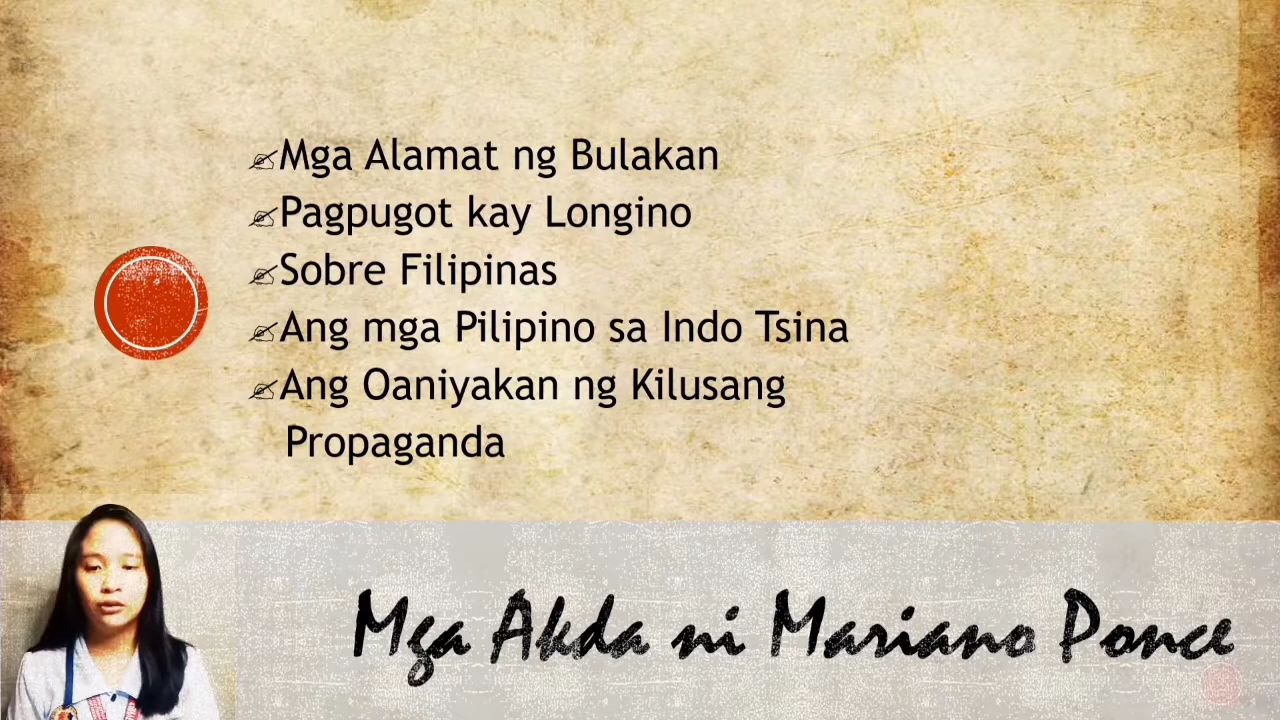 Mga Alamat ng Bulakan
Pagpugot kay Longino
Sobre Filipinas
Ang mga Pilipino sa Indo Tsina
Ang Oaniyakan ng Kilusang
Propaganda
Mga Akda ni Mariano Ponce